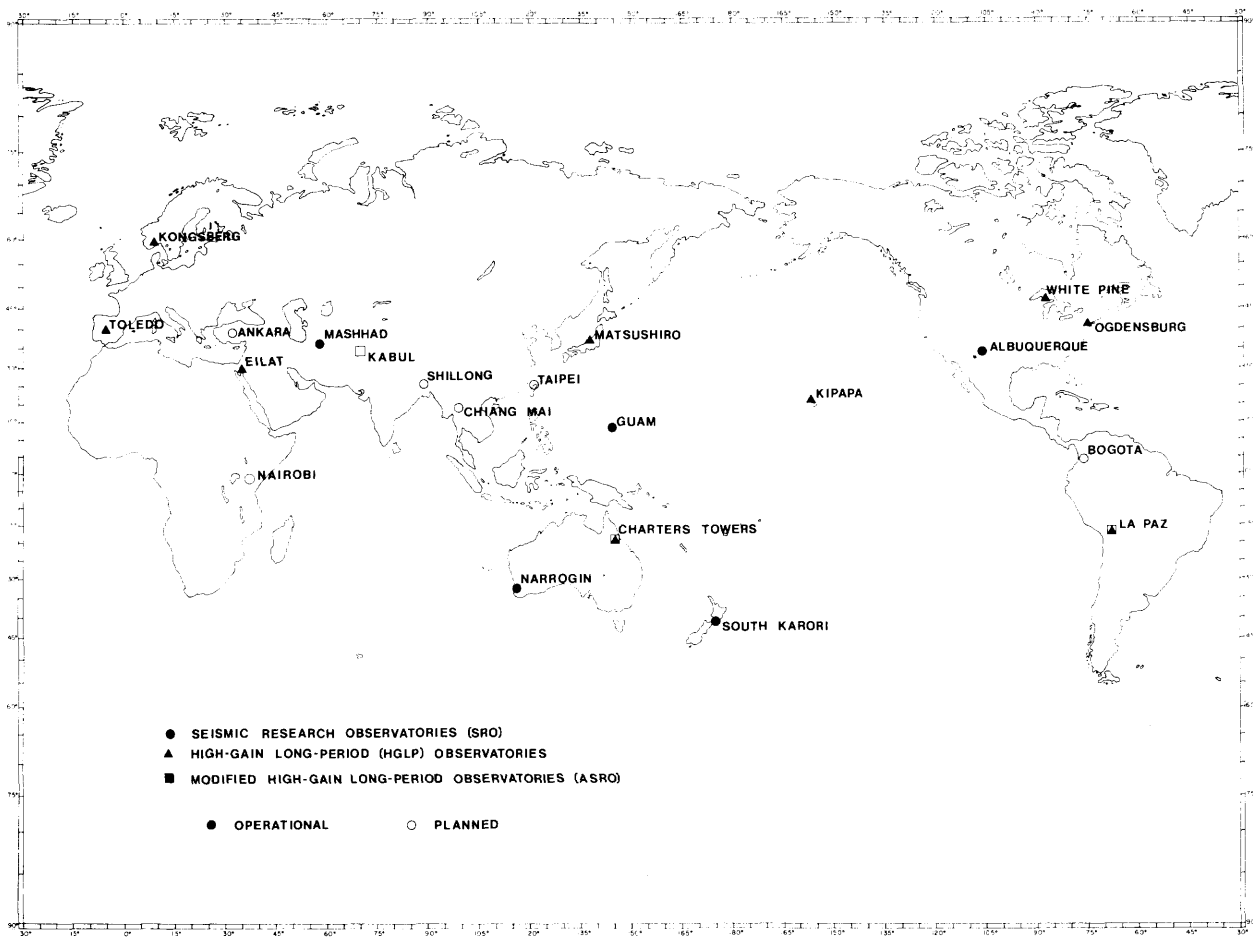 KONGSBERG
WHITE PINE
TOLEDO
ANKARA
MASHHAD
MATSUSHIRO
OGDENSBURG
KABUL
ALBUQUERQUE
EILAT
SHILLONG
TAIPEI
CHIANG MAI
KIPAPA
GUAM
BOGOTA
NAIROBI
CHARTERS TOWERS
LA PAZ
NARROGIN
SOUTH KARORI
SEISMIC RESEARCH OBSERVATORIES (SRO)
HIGH-GAIN LONG-PERIOD (HGLP) OBSERVATORIES
MODIFIED HIGH-GAIN LONG-PERIOD OBSERVATORIES (ASRO)
OPERATIONAL PLANNED